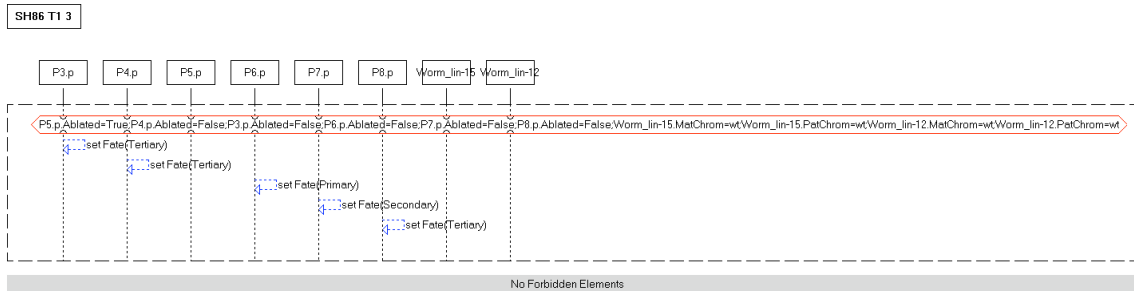 SH86 T1 3
P3.p P4.p P5.p P6.p P7.p P8.p Worm_lin-15 Worm_lin-12
P5.p.Ablated=True;P4.p.Ablated=False;P3.p.Ablated=False;P6.p.Ablated=False;P7.p.Ablated=False;P8.p.Ablated=False;Worm_lin-15.MatChrom=wt;Worm_lin-15.PatChrom=wt;Worm_lin-12.MatChrom=wt;Worm_lin-12.PatChrom=wt
set Fate(Tertiary)
set Fate(Tertiary)
set Fate(Primary)
set Fate(Secondary)
set Fate(Tertiary)
No Forbidden Elements